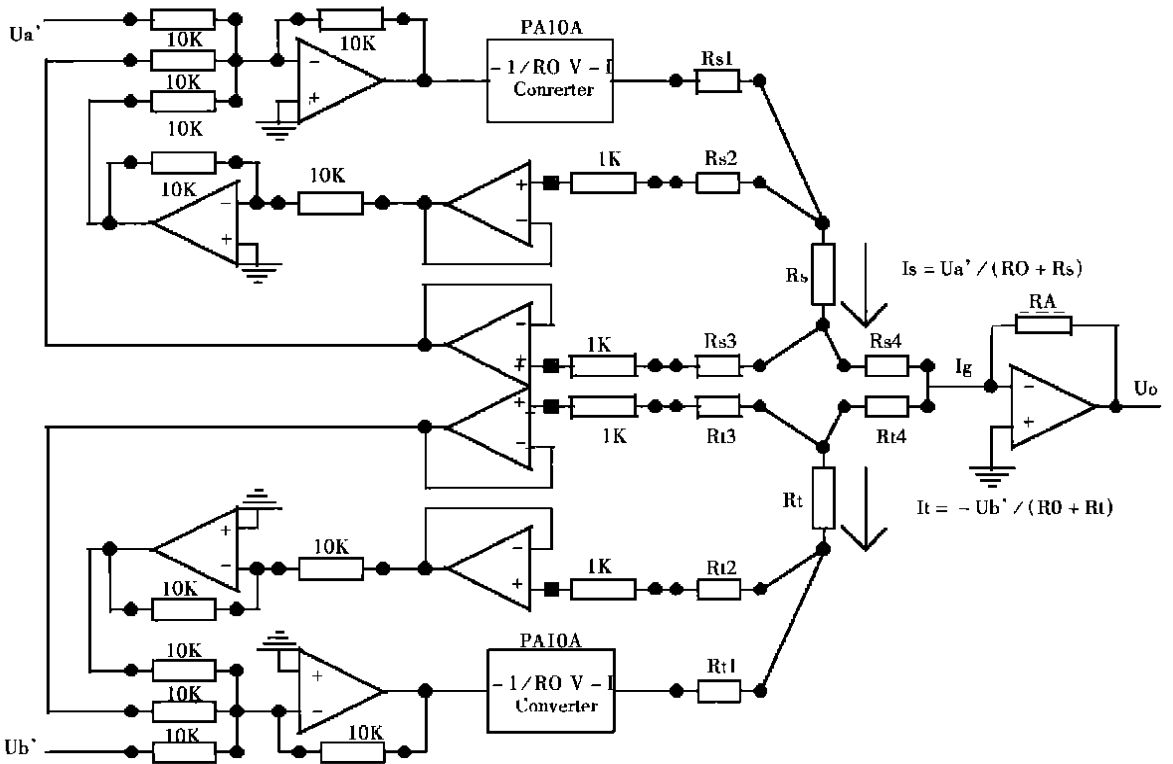 Ua'
10K
10K
10K
10K
PA10A
- 1/RO V - I
Conrerter
Rs1
10K
10K
1K
Rs2
Rs
Is = Ua' / (RO + Rs)
RA
1K
Rs3
Rs4
Ig
Uo
1K
Rt3
Rt4
Rt
It = - Ub' / (RO + Rt)
10K
10K
1K
Rt2
10K
10K
10K
Ub'
10K
PA10A
- 1/RO V - I
Converter
Rt1